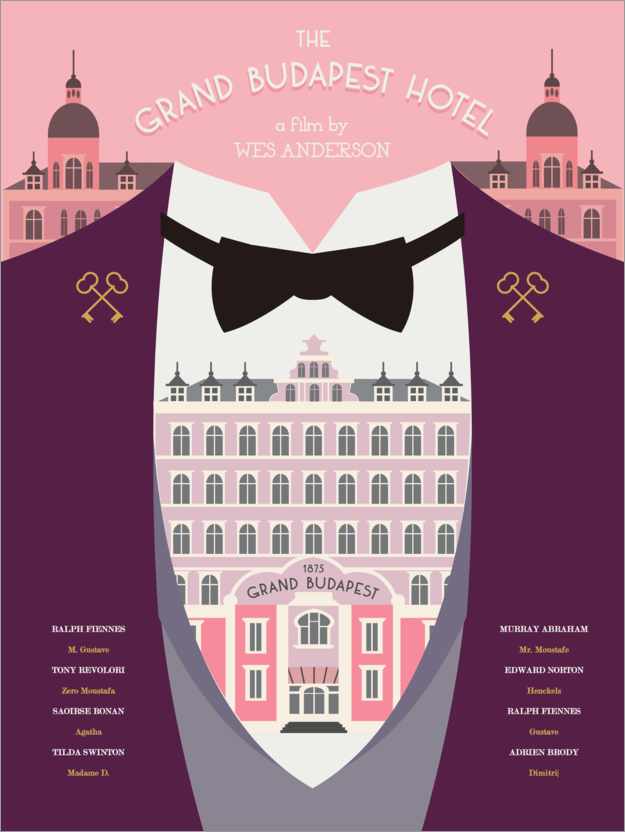 THE
GRAND BUDAPEST HOTEL
a film by
WES ANDERSON
1875
GRAND BUDAPEST
RALPH FIENNES
M. Gustave
TONY REVOLORI
Zero Moustafa
SAOIRSE RONAN
Agatha
TILDA SWINTON
Madame D.
MURRAY ABRAHAM
Mr. Moustafe
EDWARD NORTON
Henckels
RALPH FIENNES
Gustave
ADRIEN BRODY
Dimitrij